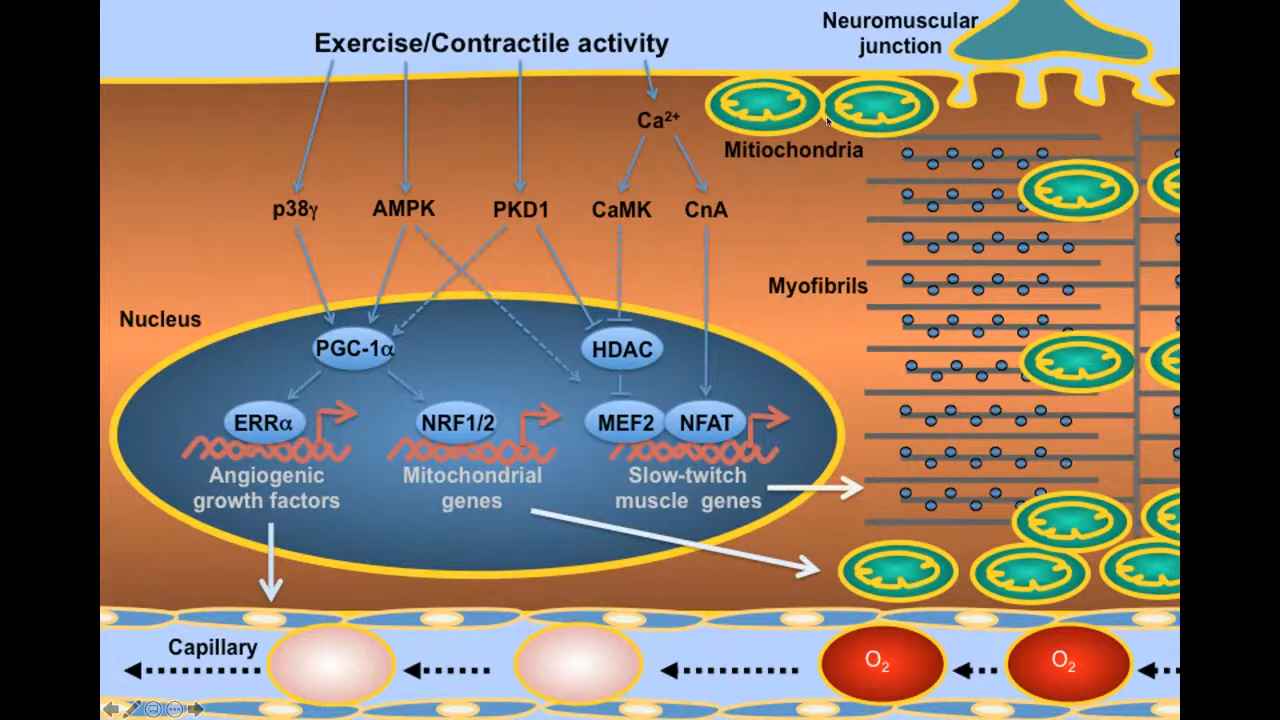 Neuromuscular
junction
Exercise/Contractile activity
Ca²⁺
Mitiochondria
p38γ
AMPK
PKD1
CaMK
CnA
Myofibrils
Nucleus
PGC-1α
HDAC
ERRα
NRF1/2
MEF2
NFAT
Angiogenic
growth factors
Mitochondrial
genes
Slow-twitch
muscle genes
Capillary
O₂
O₂